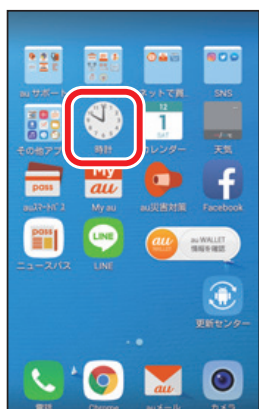 au サポート
ネットで買
SNS
12
1
SAT
その他アプ
時計
カレンダー
天気
pass
My
au
auスマートパス
My au
au災害対策
Facebook
pass
LINE
au
au WALLET
情報を確認
ニュースパス
LINE
更新センター
電話
Chrome
au
auメール
カメラ